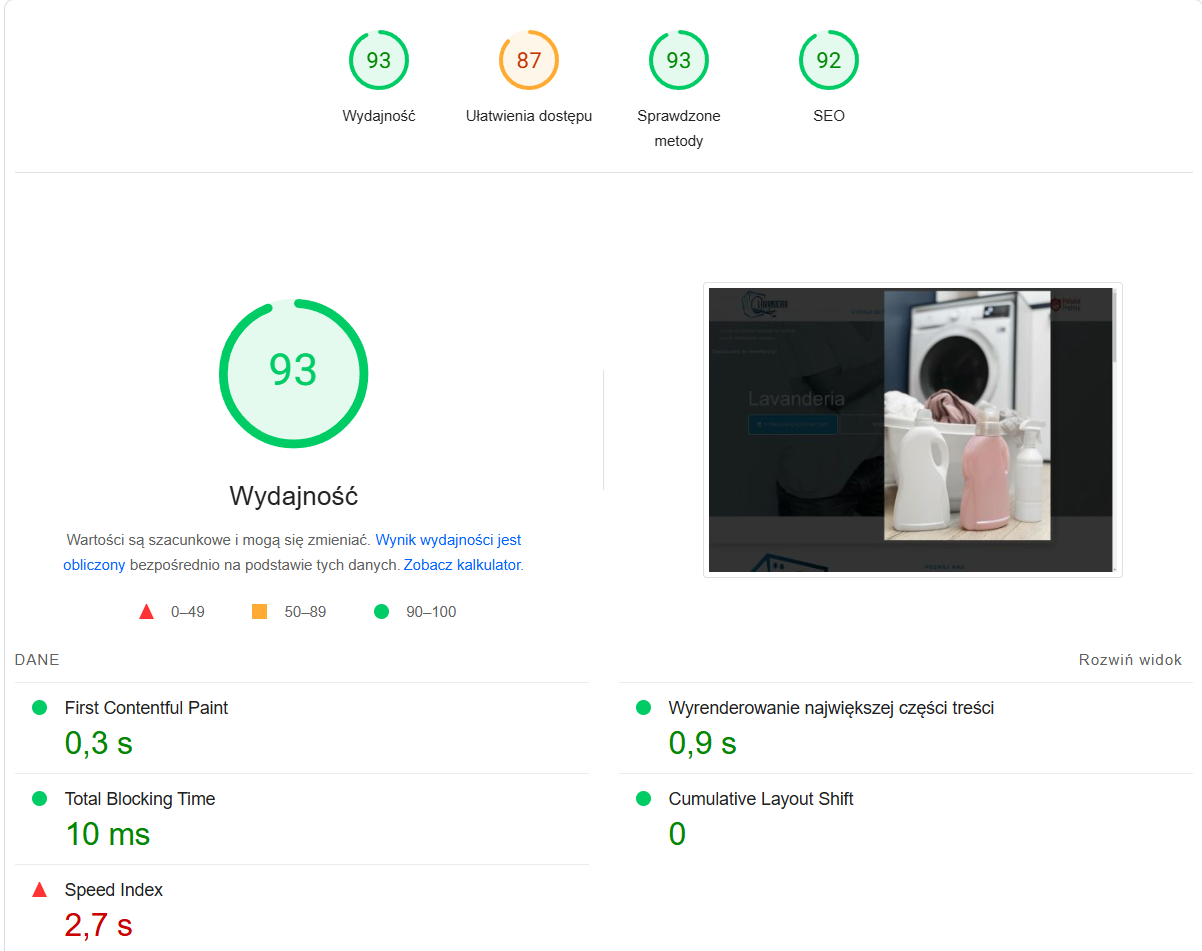 93
87
93
92
Wydajność
Ułatwienia dostępu
Sprawdzone
metody
SEO
93
Wydajność
Wartości są szacunkowe i mogą się zmieniać. Wynik wydajności jest
obliczony bezpośrednio na podstawie tych danych. Zobacz kalkulator.
0–49
50–89
90–100
Lavanderia
DANE
Rozwiń widok
First Contentful Paint
0,3 s
Wyrenderowanie największej części treści
0,9 s
Total Blocking Time
10 ms
Cumulative Layout Shift
0
Speed Index
2,7 s